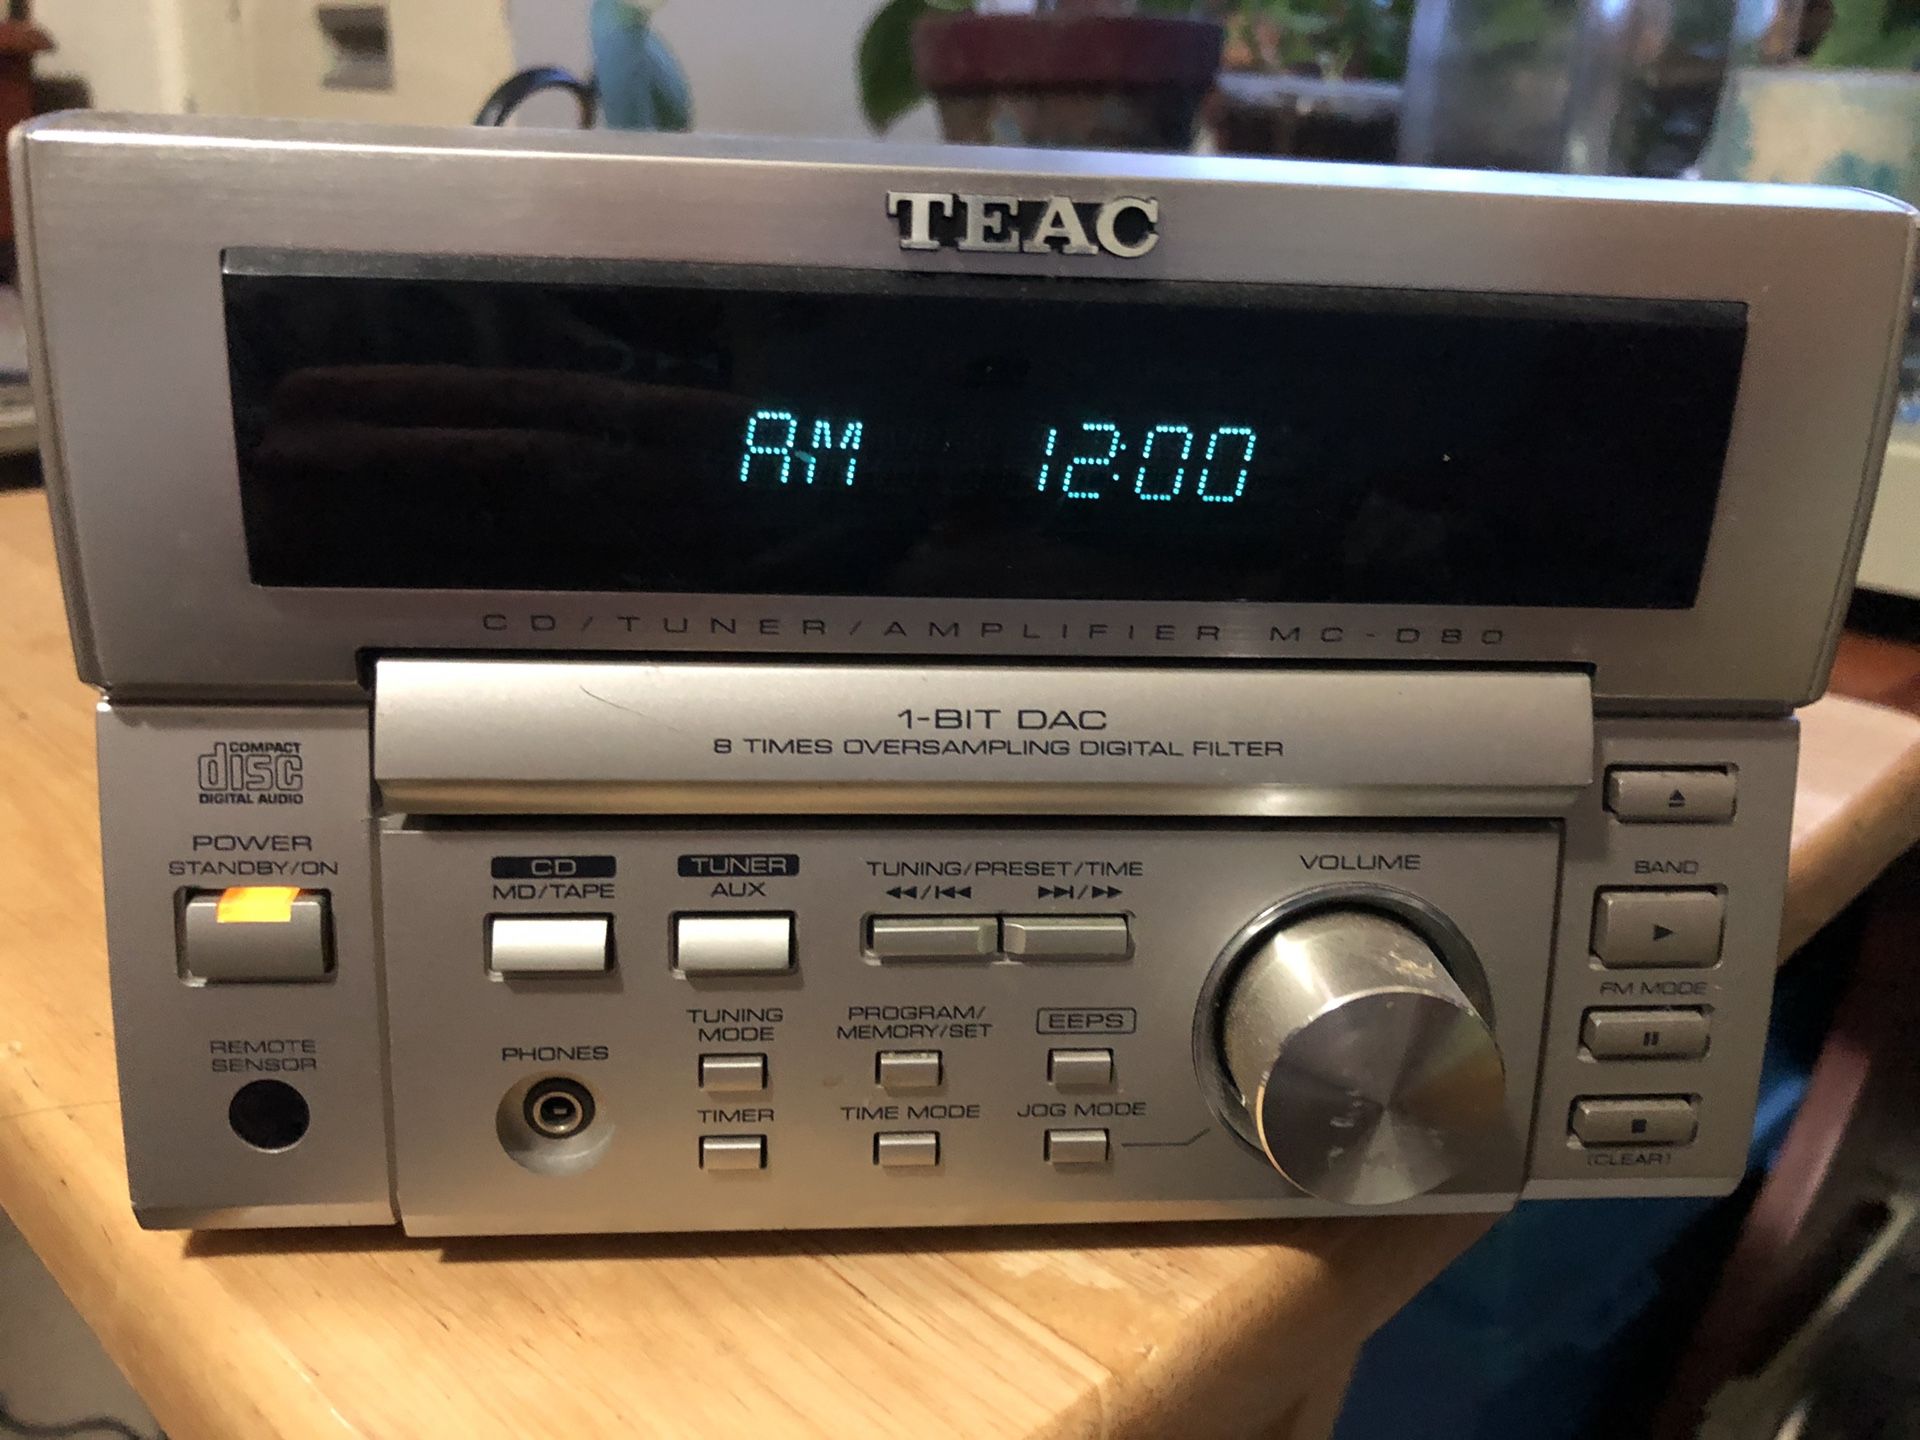 TEAC
AM 12:00
CD/TUNER/AMPLIFIER MC-D80
1-BIT DAC
8 TIMES OVERSAMPLING DIGITAL FILTER
COMPACT
disc
DIGITAL AUDIO
POWER
STANDBY/ON
CD
MD/TAPE
TUNER
AUX
TUNING/PRESET/TIME
VOLUME
BAND
FM MODE
(CLEAR)
REMOTE
SENSOR
PHONES
TUNING
MODE
PROGRAM/
MEMORY/SET
EEPS
TIMER
TIME MODE
JOG MODE